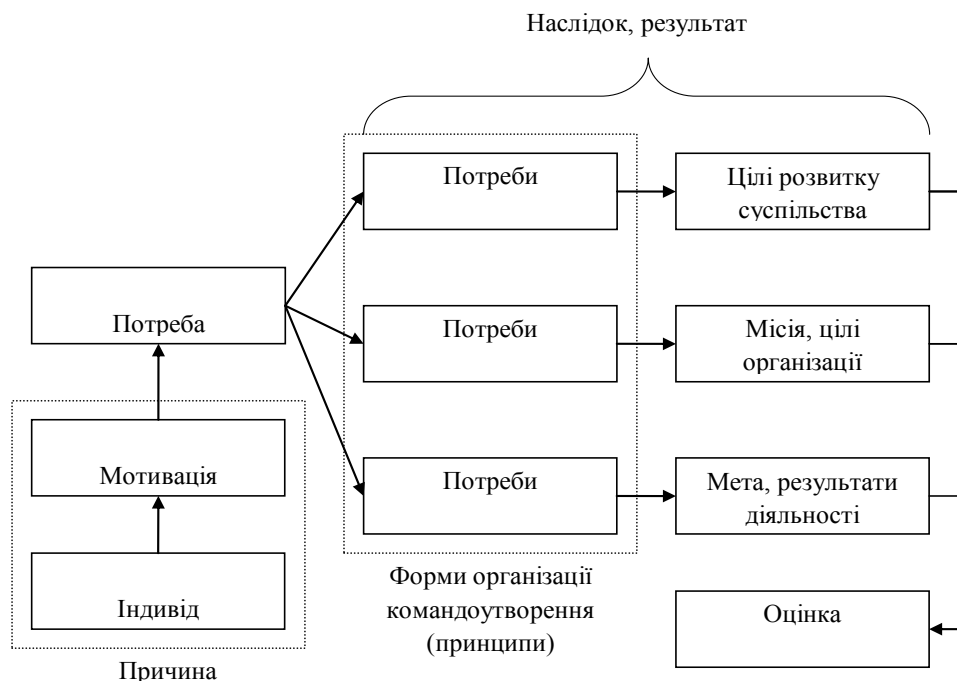 Наслідок, результат
Потреби
Цілі розвитку
суспільства
Потреба
Потреби
Місія, цілі
організації
Мотивація
Потреби
Мета, результати
діяльності
Індивід
Форми організації
командоутворення
(принципи)
Оцінка
Причина